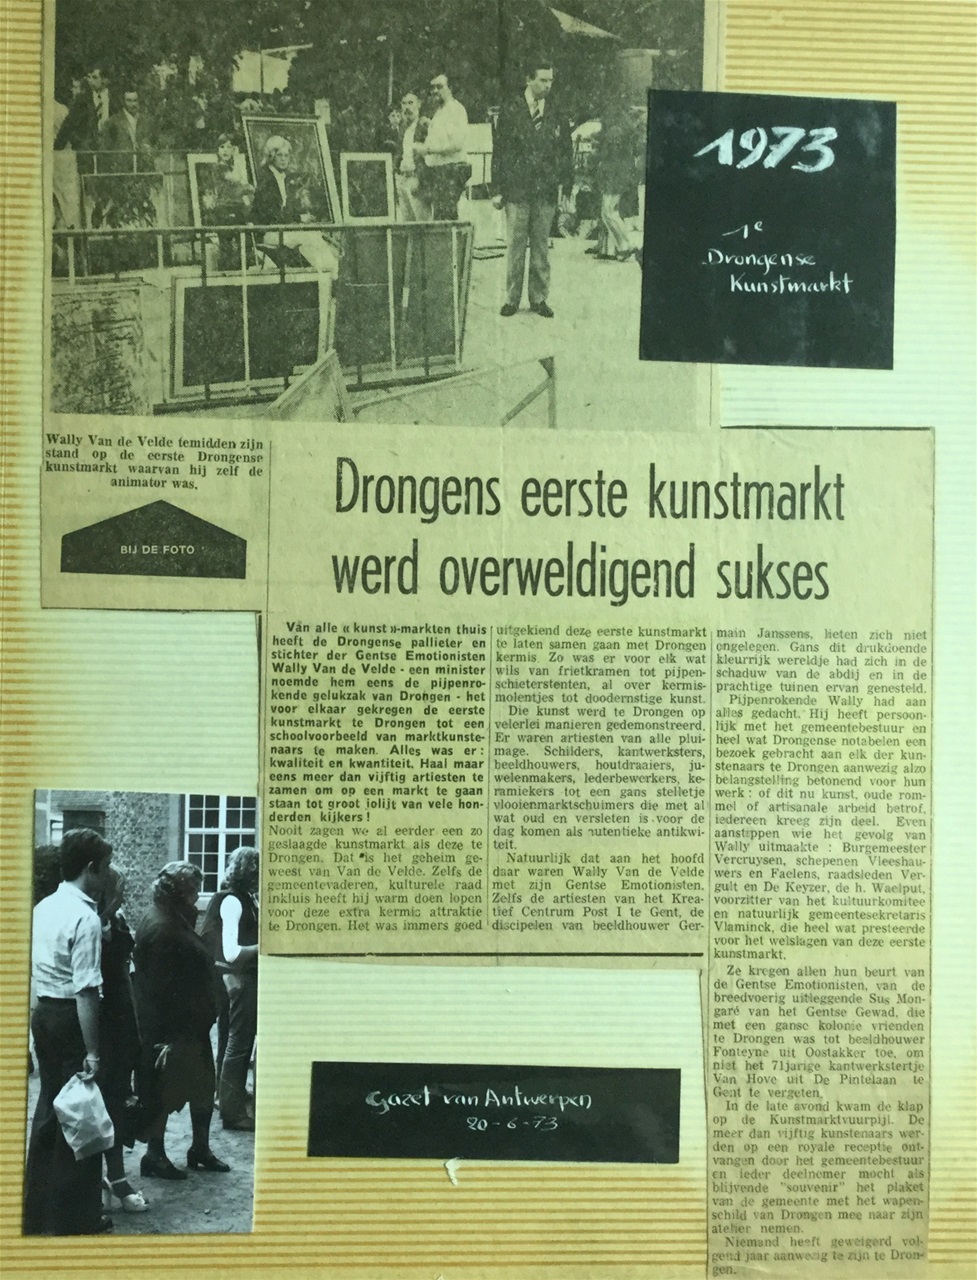 1973
1e
Drongense
Kunstmarkt
Wally Van de Velde temidden zijn
stand op de eerste Drongense
kunstmarkt waarvan hij zelf de
animator was.
BIJ DE FOTO
Drongens eerste kunstmarkt
werd overweldigend sukses
Van alle « kunst »-markten thuis
heeft de Drongense pallieter en
stichter der Gentse Emotionisten
Wally Van de Velde - een minister
noemde hem eens de pijpenro-
kende gelukzak van Drongen - het
voor elkaar gekregen de eerste
kunstmarkt te Drongen tot een
schoolvoorbeeld van marktkunste-
naars te maken. Alles was er :
kwaliteit en kwantiteit. Haal maar
eens meer dan vijftig artiesten te
zamen om op een markt te gaan
staan tot groot jolijt van vele hon-
derden kijkers !
Nooit zagen we al eerder een zo
geslaagde kunstmarkt als deze te
Drongen. Dat is het geheim ge-
weest van Van de Velde. Zelfs de
gemeentevaderen, kulturele raad
inkluis heeft hij warm doen lopen
voor deze extra kermis attraktie
te Drongen. Het was immers goed
uitgekiend deze eerste kunstmarkt
te laten samen gaan met Drongen
kermis. Zo was er voor elk wat
wils van frietkramen tot pijpen-
schietersten ten, al over kermis-
molentjes tot doodernstige kunst.
Die kunst werd te Drongen op
velerlei manieren gedemonstreerd.
Er waren artiesten van alle plui-
mage. Schilders, kantwerksters,
beeldhouwers, houtdraaiers, ju-
welenmakers, lederbewerkers, ke-
ramiekers tot een gans stelletje
vlooienmarktschuimers die met al
wat oud en versleten is voor de
dag komen als autentieke antikwi-
teit.
Natuurlijk dat aan het hoofd
daar waren Wally Van de Velde
met zijn Gentse Emotionisten.
Zelfs de artiesten van het Krea-
tief Centrum Post I te Gent, de
discipelen van beeldhouwer Ger-
main Janssens, lieten zich niet
ongelegen. Gans dit drukdoende
kleurrijk wereldje had zich in de
schaduw van de abdij en in de
prachtige tuinen ervan genesteld.
Pijpenrokende Wally had aan
alles gedacht. Hij heeft persoon-
lijk met het gemeentebestuur en
heel wat Drongense notabelen een
bezoek gebracht aan elk der kun-
stenaars te Drongen aanwezig alzo
belangstelling betonend voor hun
werk : of dit nu kunst, oude rom-
mel of artisanale arbeid betrof,
iedereen kreeg zijn deel. Even
aanstippen wie het gevolg van
Wally uitmaakte : Burgemeester
Vercruysen, schepenen Vleeshau-
wers en Faelens, raadsleden Ver-
gult en De Keyzer, de h. Waelput,
voorzitter van het kultuurkomitee
en natuurlijk gemeentesekretaris
Vlaminck, die heel wat presteerde
voor het welslagen van deze eerste
kunstmarkt.
Ze kregen allen hun beurt van
de Gentse Emotionisten, van de
breedvoerig uitleggende Sus Mon-
garé van het Gentse Gewad, die
met een ganse kolonie vrienden
te Drongen was tot beeldhouwer
Fonteyne uit Oostakker toe, om
niet het 71jarige kantwerkstertje
Van Hove uit De Pintelaan te
Gent te vergeten.
In de late avond kwam de klap
op de Kunstmarktvuurpijl. De
meer dan vijftig kunstenaars wer-
den op een royale receptie ont-
vangen door het gemeentebestuur
en ieder deelnemer mocht als
blijvende "souvenir" het plaket
van de gemeente met het wapen-
schild van Drongen mee naar zijn
atelier nemen.
Niemand heeft geweigerd vol-
gend jaar aanwezig te zijn te Dron-
gen.
Gazet van Antwerpen
20-6-73